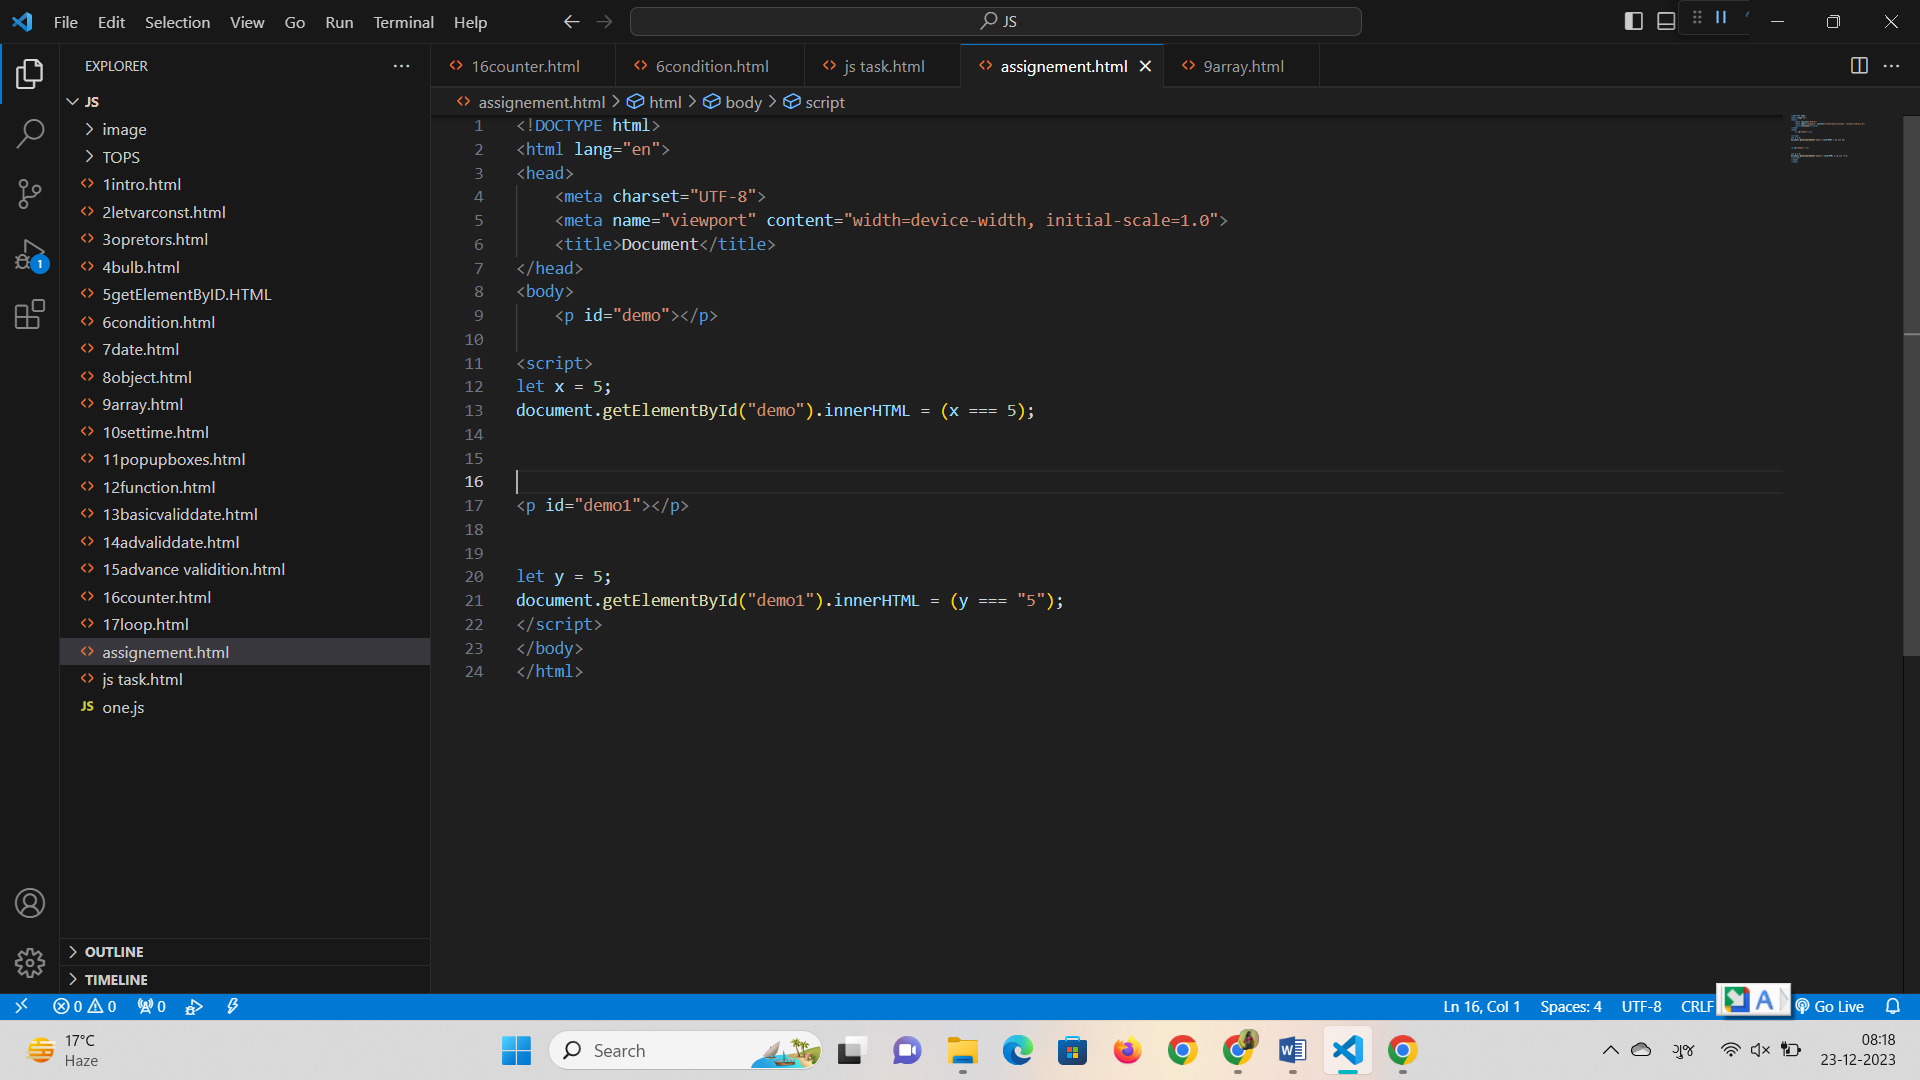 File Edit Selection View Go Run Terminal Help
JS
EXPLORER
16counter.html 6condition.html js task.html assignement.html 9array.html
assignement.html > html > body > script
JS
image
TOPS
1intro.html
2letvarconst.html
3opretors.html
4bulb.html
5getElementByID.HTML
6condition.html
7date.html
8object.html
9array.html
10settime.html
11popupboxes.html
12function.html
13basicvaliddate.html
14advaliddate.html
15advance validition.html
16counter.html
17loop.html
assignement.html
js task.html
JS one.js
OUTLINE
TIMELINE
1 <!DOCTYPE html>
2 <html lang="en">
3 <head>
4 <meta charset="UTF-8">
5 <meta name="viewport" content="width=device-width, initial-scale=1.0">
6 <title>Document</title>
7 </head>
8 <body>
9 <p id="demo"></p>
10
11 <script>
12 let x = 5;
13 document.getElementById("demo").innerHTML = (x === 5);
14
15
16
17 <p id="demo1"></p>
18
19
20 let y = 5;
21 document.getElementById("demo1").innerHTML = (y === "5");
22 </script>
23 </body>
24 </html>
1
0 0 0
Ln 16, Col 1 Spaces: 4 UTF-8 CRLF A Go Live
17°C
Haze
Search
ગુજ
08:18
23-12-2023